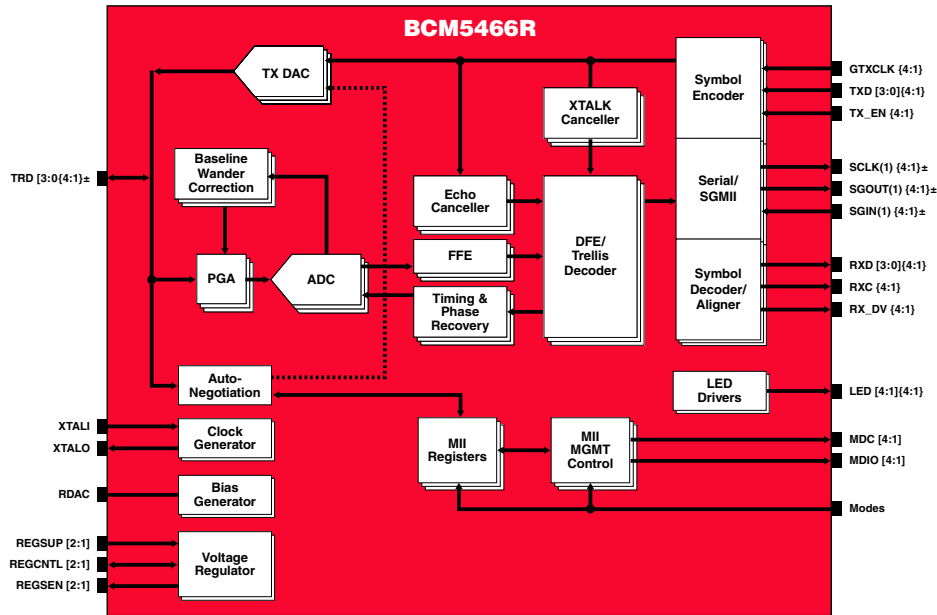 BCM5466R
TX DAC
Symbol
Encoder
GTXCLK {4:1}
TXD [3:0]{4:1}
TX_EN {4:1}
XTALK
Canceller
TRD [3:0{4:1}±
Baseline
Wander
Correction
Echo
Canceller
Serial/
SGMII
SCLK(1) {4:1}±
SGOUT(1) {4:1}±
SGIN(1) {4:1}±
PGA
ADC
FFE
DFE/
Trellis
Decoder
Timing &
Phase
Recovery
Symbol
Decoder/
Aligner
RXD [3:0]{4:1}
RXC {4:1}
RX_DV {4:1}
Auto-
Negotiation
LED
Drivers
LED [4:1]{4:1}
XTALI
XTALO
Clock
Generator
MII
Registers
MII
MGMT
Control
MDC [4:1]
MDIO [4:1]
RDAC
Bias
Generator
Modes
REGSUP [2:1]
REGCNTL [2:1]
REGSEN [2:1]
Voltage
Regulator